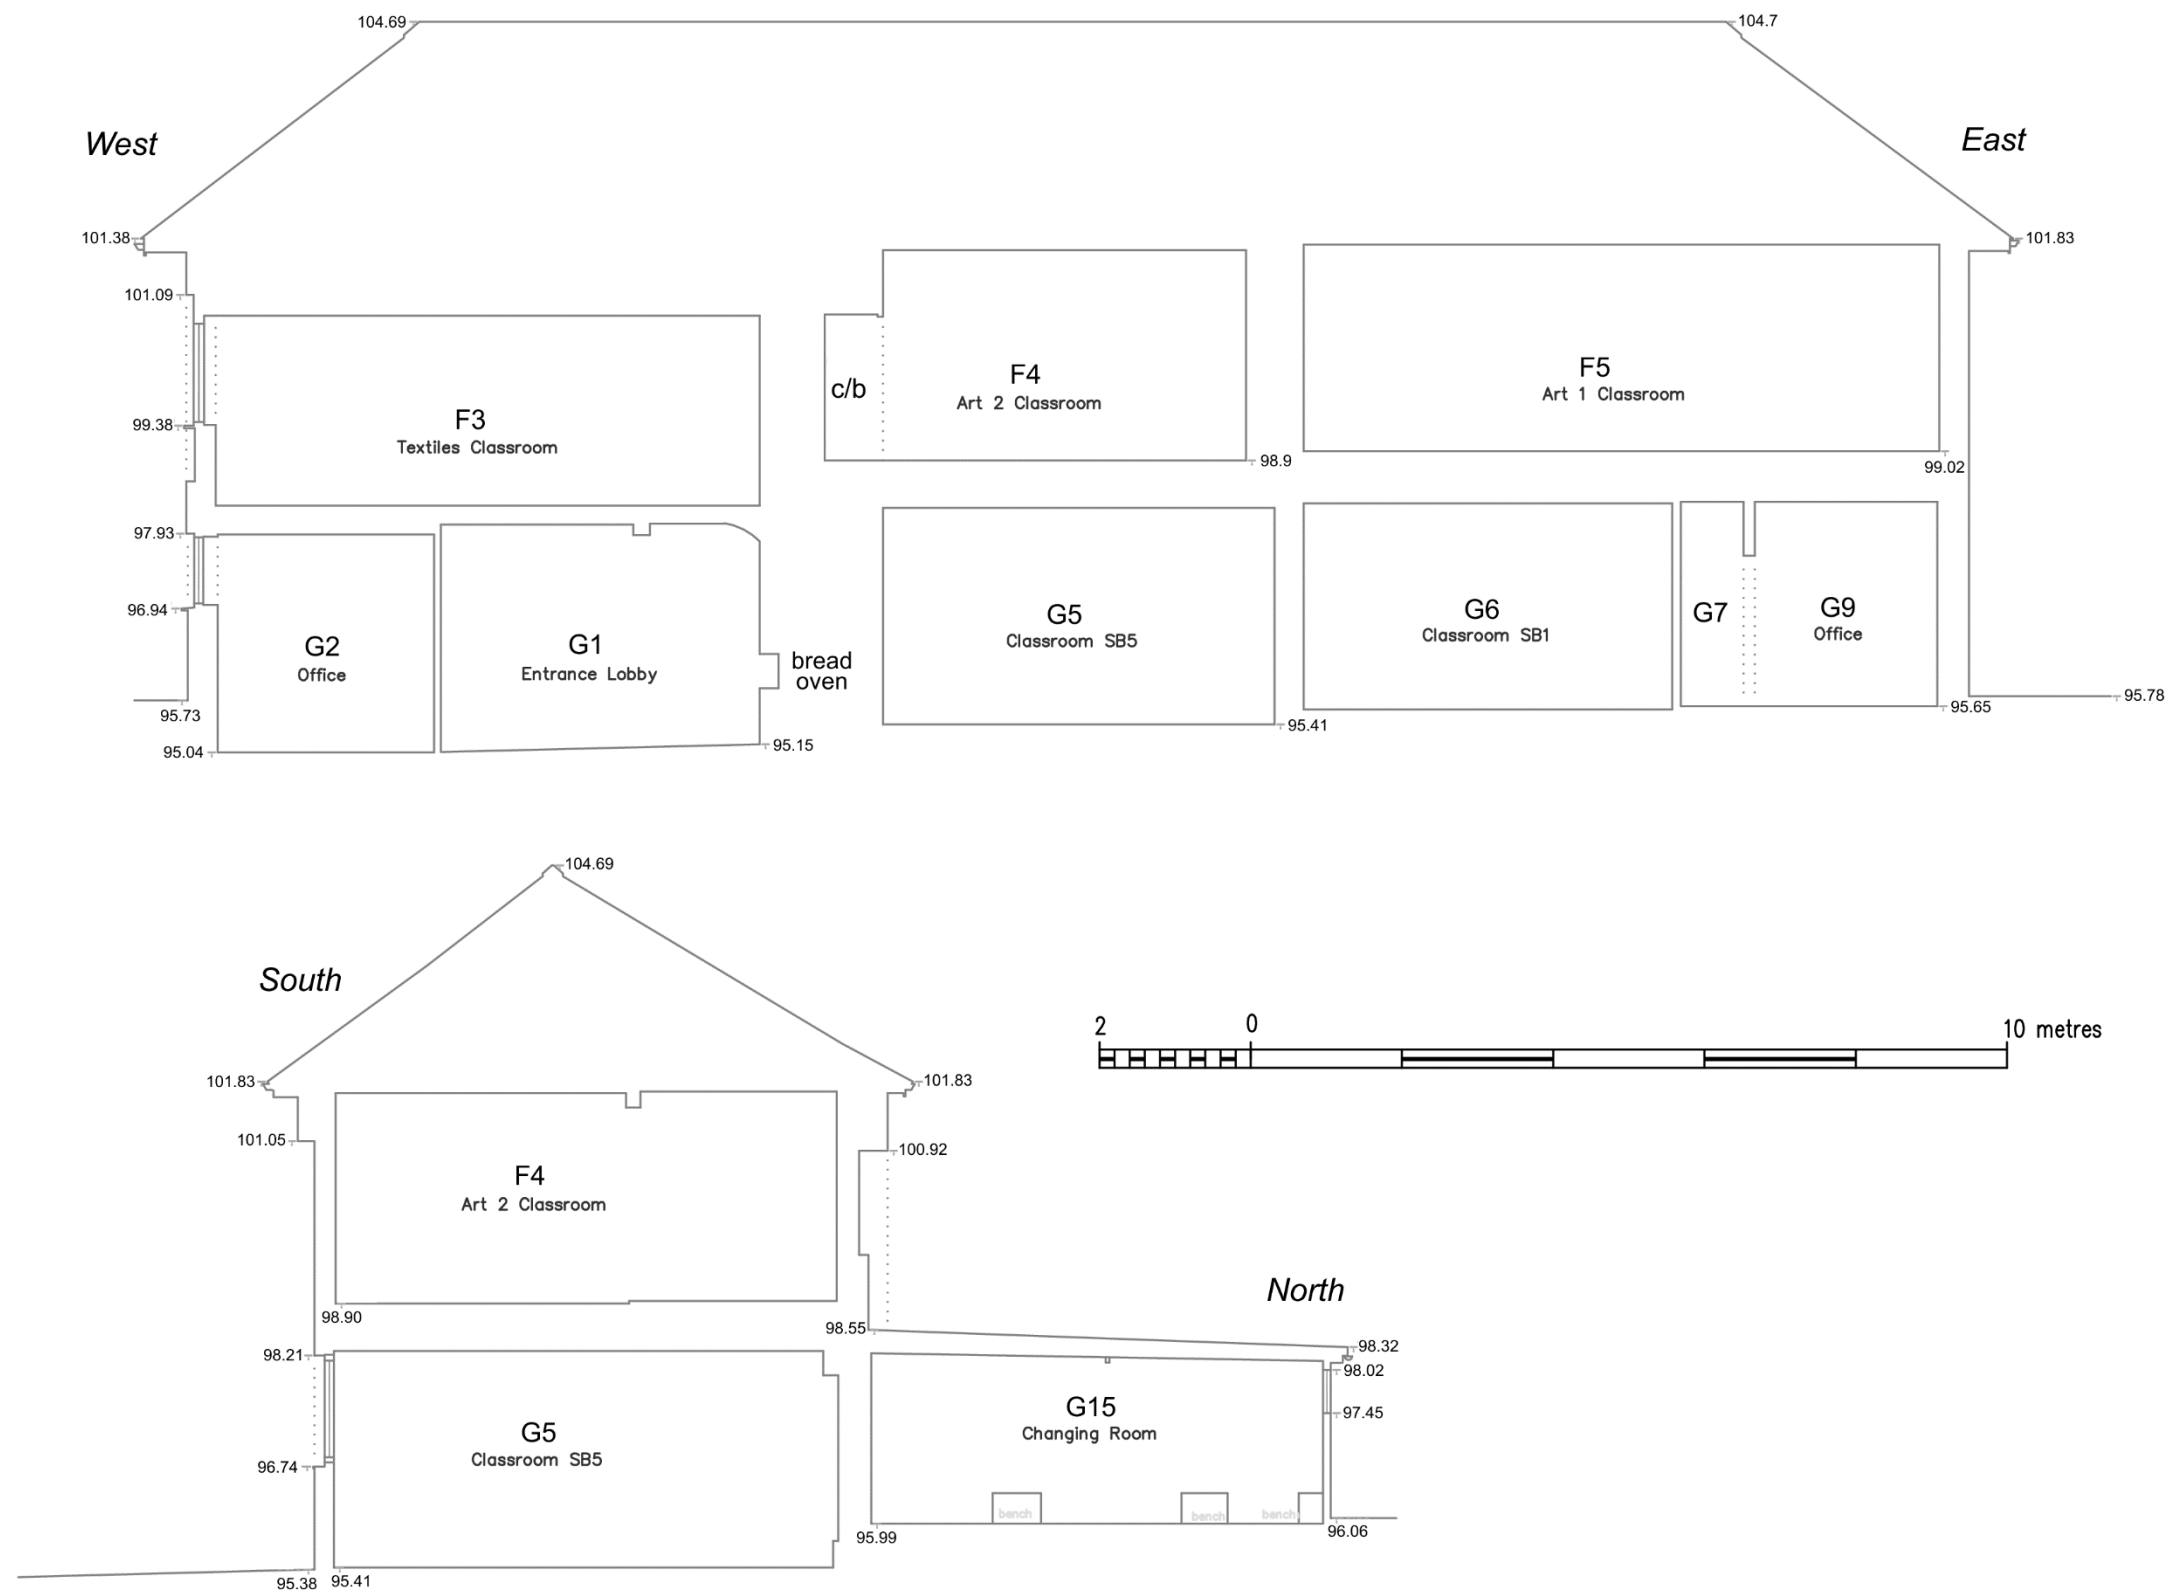 104.69
104.7
West
East
101.38
101.83
101.09
99.38
F3
Textiles Classroom
c/b
F4
Art 2 Classroom
98.9
F5
Art 1 Classroom
99.02
97.93
96.94
G2
Office
G1
Entrance Lobby
bread
oven
G5
Classroom SB5
G6
Classroom SB1
G7
G9
Office
95.73
95.04
95.15
95.41
95.65
95.78
104.69
South
2
0
10 metres
101.83
101.83
101.05
100.92
F4
Art 2 Classroom
North
98.90
98.55
98.32
98.21
98.02
97.45
G5
Classroom SB5
G15
Changing Room
96.74
bench
bench
bench
95.99
96.06
95.38
95.41